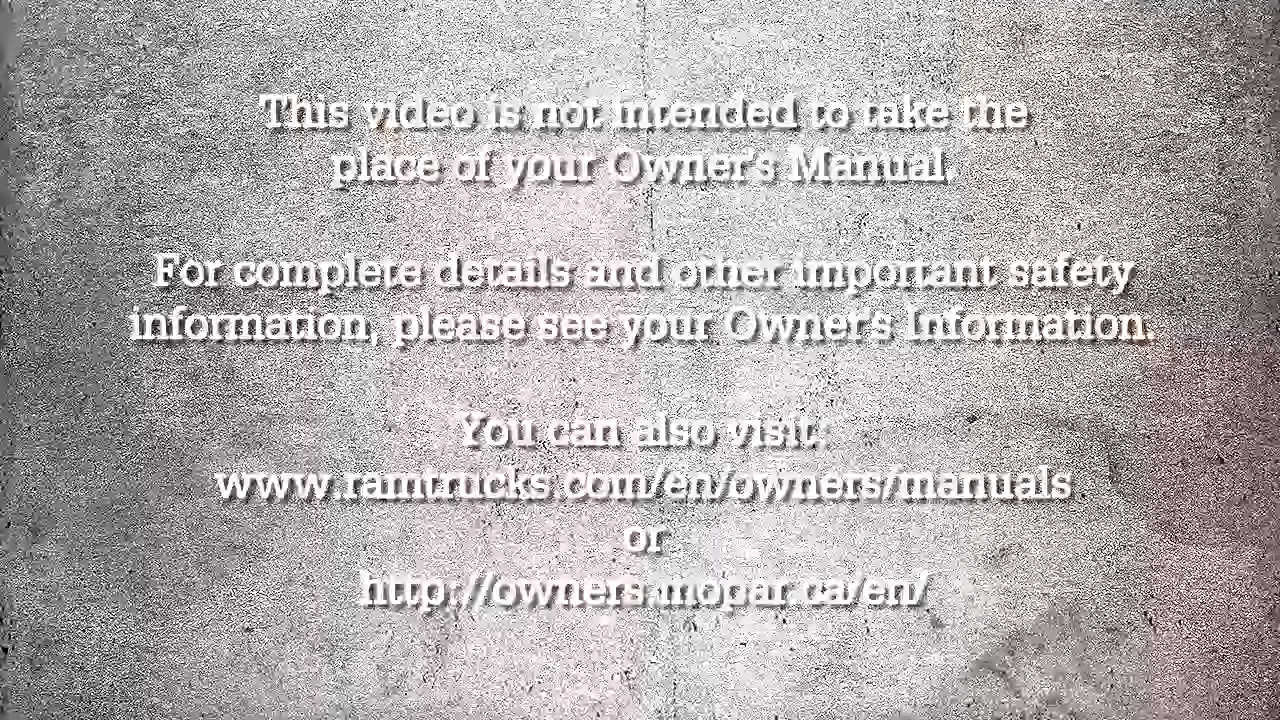 This video is not intended to take the
place of your Owner's Manual.
For complete details and other important safety
information, please see your Owner's Information.
You can also visit:
www.ramtrucks.com/en/owners/manuals
or
http://owners.mopar.ca/en/